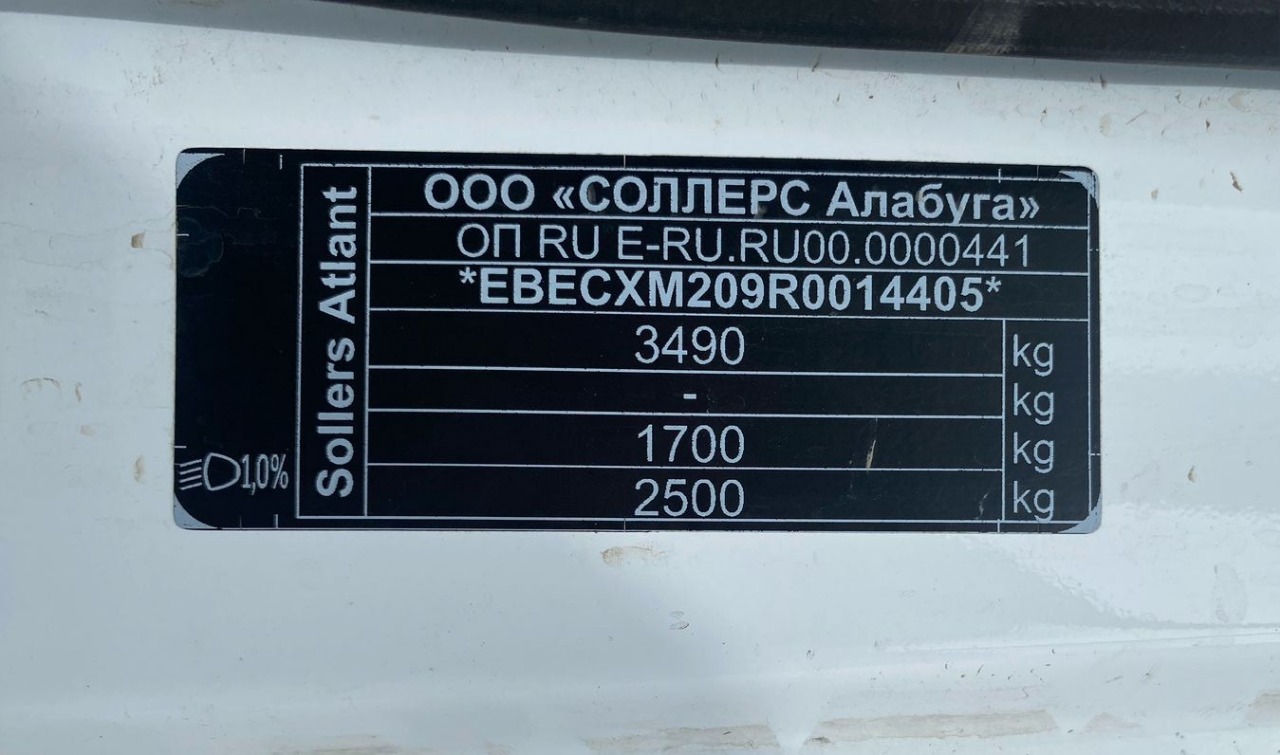 Sollers Atlant
ООО «СОЛЛЕРС Алабуга»
ОП RU Е-RU.RU00.0000441
*EBECXM209R0014405*
3490 kg
- kg
1700 kg
2500 kg
1,0%